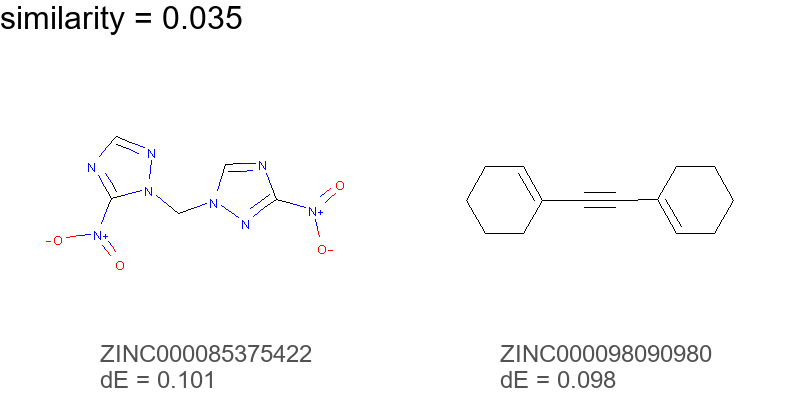 similarity = 0.035
N
N
N
N
N
N
N+
O
-O
N+
O
O-
ZINC000085375422
dE = 0.101
ZINC000098090980
dE = 0.098